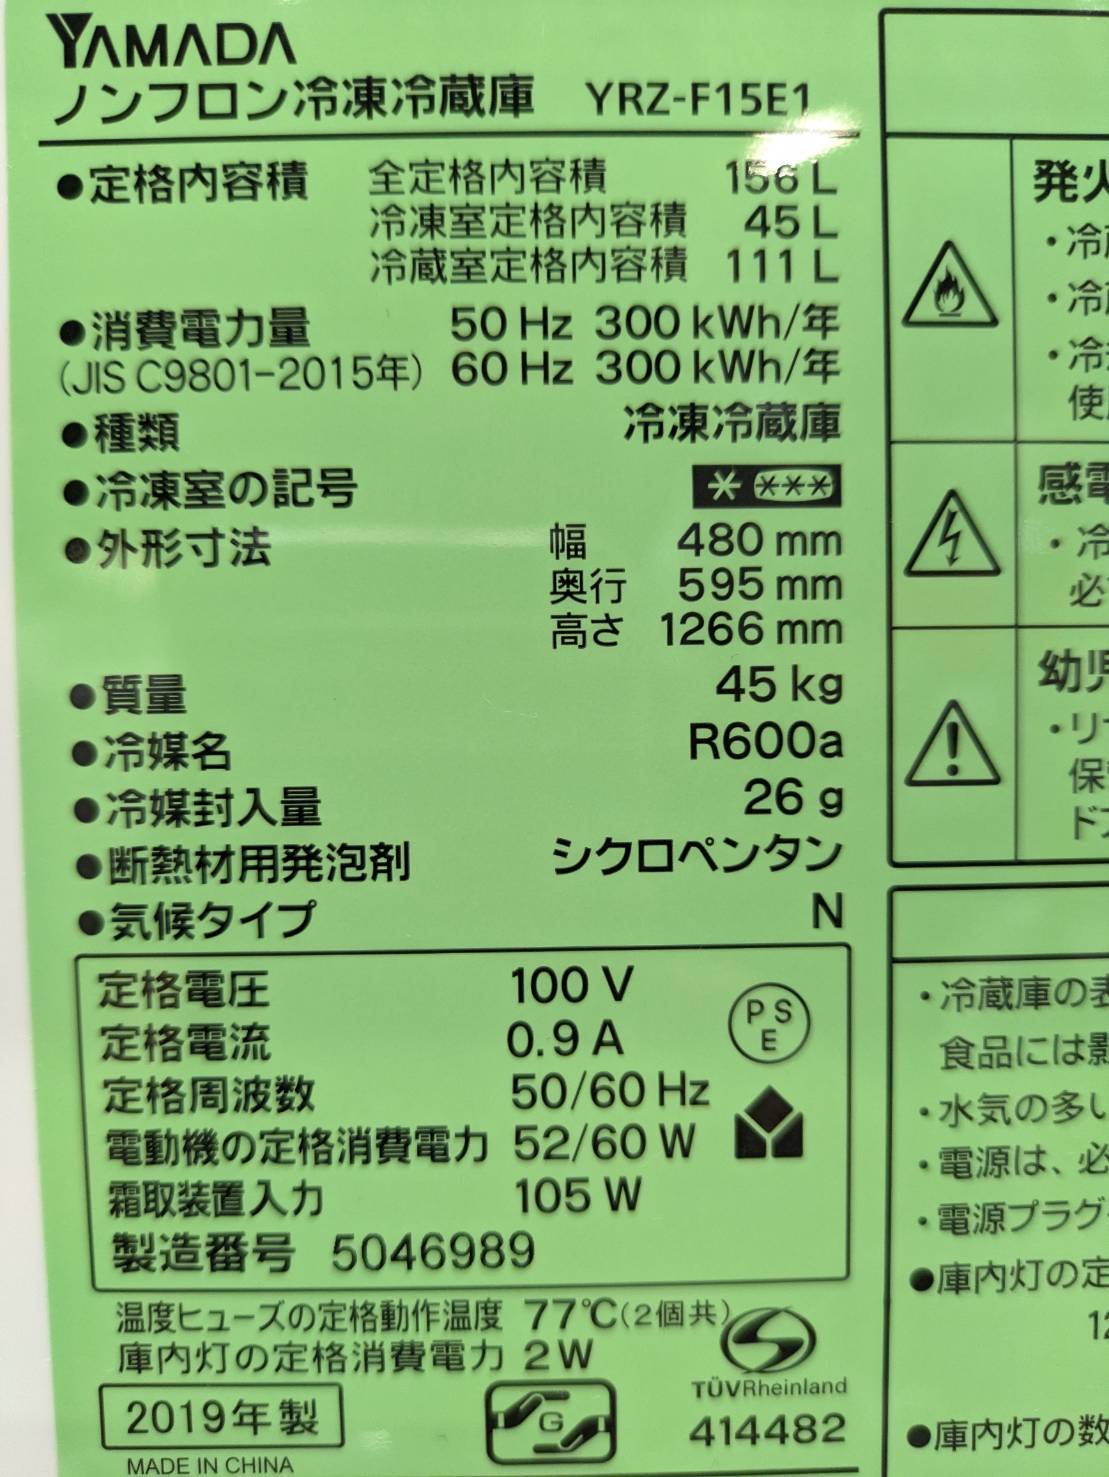 YAMADA
ノンフロン冷凍冷蔵庫 YRZ-F15E1
●定格内容積 全定格内容積 156 L
冷凍室定格内容積 45 L
冷蔵室定格内容積 111 L
●消費電力量 50 Hz 300 kWh/年
(JIS C9801-2015年) 60 Hz 300 kWh/年
●種類 冷凍冷蔵庫
●冷凍室の記号 * ***
●外形寸法 幅 480 mm
奥行 595 mm
高さ 1266 mm
●質量 45 kg
●冷媒名 R600a
●冷媒封入量 26 g
●断熱材用発泡剤 シクロペンタン
●気候タイプ N
定格電圧 100 V
定格電流 0.9 A
PS
E
定格周波数 50/60 Hz
電動機の定格消費電力 52/60 W
霜取装置入力 105 W
製造番号 5046989
温度ヒューズの定格動作温度 77℃(2個共)
庫内灯の定格消費電力 2W
TÜVRheinland
2019年製
G
414482
MADE IN CHINA
発火
・冷
・冷
・冷
使
感電
・冷
必
幼児
・リ
保
ド
・冷蔵庫の表
食品には影
・水気の多い
・電源は、必
・電源プラグ
●庫内灯の定
12
●庫内灯の数